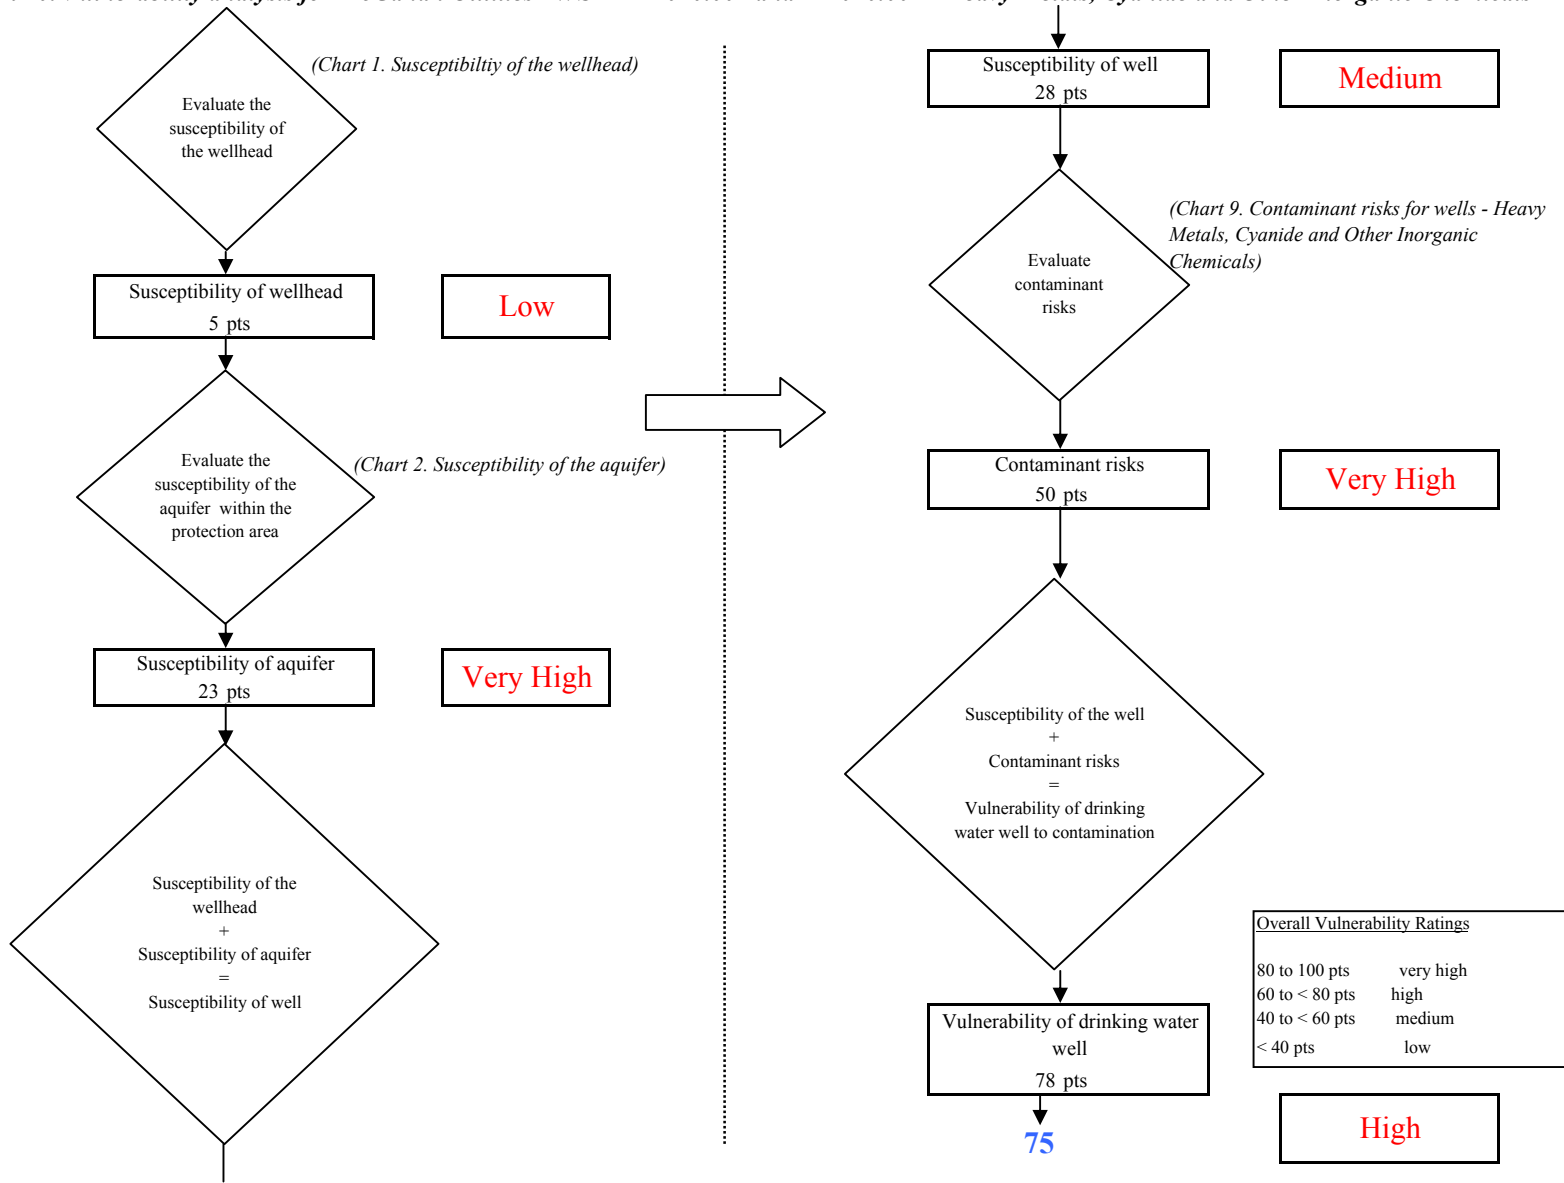 (Chart 1. Susceptibiltiy of the wellhead)
Evaluate the
susceptibility of
the wellhead
Susceptibility of wellhead
5 pts
Low
Evaluate the
susceptibility of the
aquifer within the
protection area
(Chart 2. Susceptibility of the aquifer)
Susceptibility of aquifer
23 pts
Very High
Susceptibility of the
wellhead
+
Susceptibility of aquifer
=
Susceptibility of well
Susceptibility of well
28 pts
Medium
(Chart 9. Contaminant risks for wells - Heavy
Metals, Cyanide and Other Inorganic
Chemicals)
Evaluate
contaminant
risks
Contaminant risks
50 pts
Very High
Susceptibility of the well
+
Contaminant risks
=
Vulnerability of drinking
water well to contamination
Overall Vulnerability Ratings
80 to 100 pts very high
60 to < 80 pts high
40 to < 60 pts medium
< 40 pts low
Vulnerability of drinking water
well
78 pts
75
High